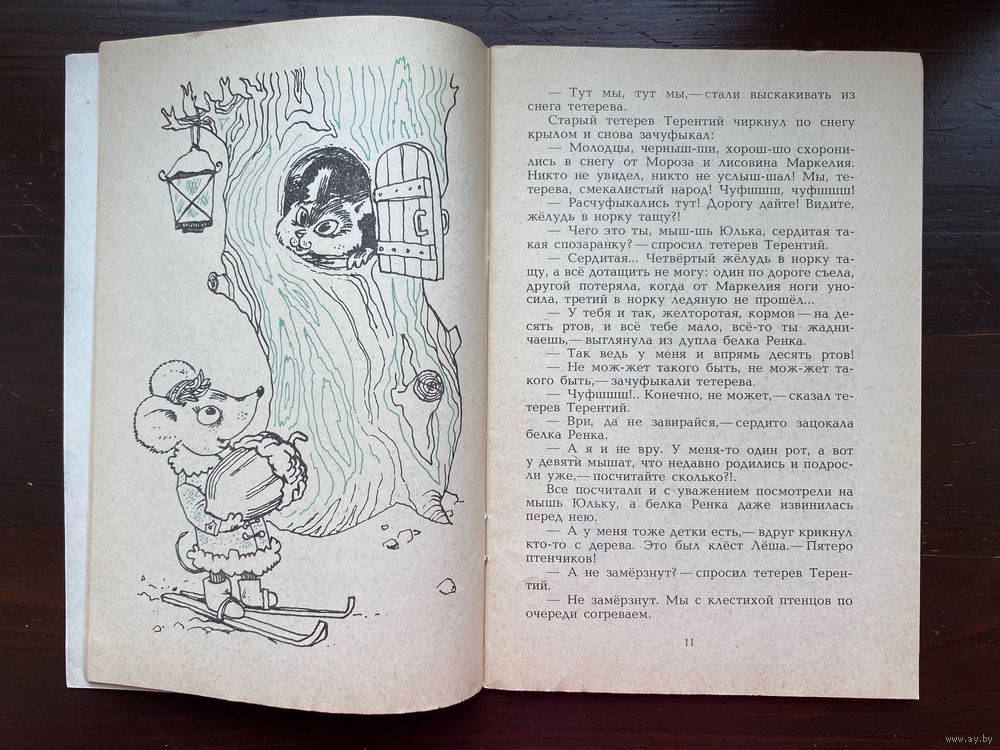 — Тут мы, тут мы,— стали выскакивать из
снега тетерева.
Старый тетерев Терентий чиркнул по снегу
крылом и снова зачуфыкал:
— Молодцы, черныш-ши, хорош-шо схорони-
лись в снегу от Мороза и лисовина Маркелия.
Никто не увидел, никто не услыш-шал! Мы, те-
терева, смекалистый народ! Чуфшшш, чуфшшш!
— Расчуфыкались тут! Дорогу дайте! Видите,
жёлудь в норку тащу?!
— Чего это ты, мыш-шь Юлька, сердитая та-
кая спозаранку? — спросил тетерев Терентий.
— Сердитая... Четвёртый жёлудь в норку та-
щу, а всё дотащить не могу: один по дороге съела,
другой потеряла, когда от Маркелия ноги уно-
сила, третий в норку ледяную не прошёл...
— У тебя и так, желторотая, кормов — на де-
сять ртов, и всё тебе мало, всё-то ты жадни-
чаешь,— выглянула из дупла белка Ренка.
— Так ведь у меня и впрямь десять ртов!
— Не мож-жет такого быть, не мож-жет та-
кого быть,— зачуфыкали тетерева.
— Чуфшшш!.. Конечно, не может,— сказал те-
терев Терентий.
— Ври, да не завирайся,— сердито зацокала
белка Ренка.
— А я и не вру. У меня-то один рот, а вот
у девяти мышат, что недавно родились и подрос-
ли уже,— посчитайте сколько?!.
Все посчитали и с уважением посмотрели на
мышь Юльку, а белка Ренка даже извинилась
перед нею.
— А у меня тоже детки есть,— вдруг крикнул
кто-то с дерева. Это был клёст Лёша.— Пятеро
птенчиков!
— А не замёрзнут? — спросил тетерев Терен-
тий.
— Не замёрзнут. Мы с клестихой птенцов по
очереди согреваем.
11
www.ay.by